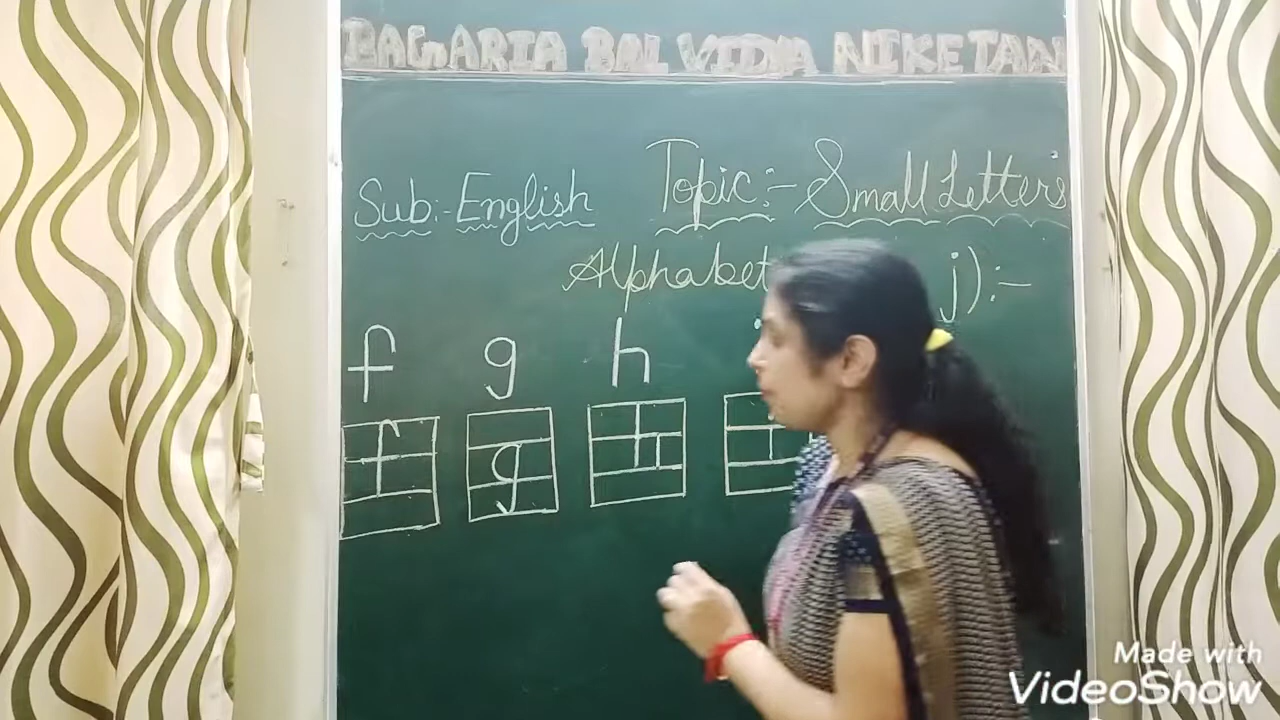 BAGARIA BAL VIDIA NIKETAN
Sub:- English Topic:- Small Letters
Alphabet j):-
f g h
f g h i
Made with
VideoShow